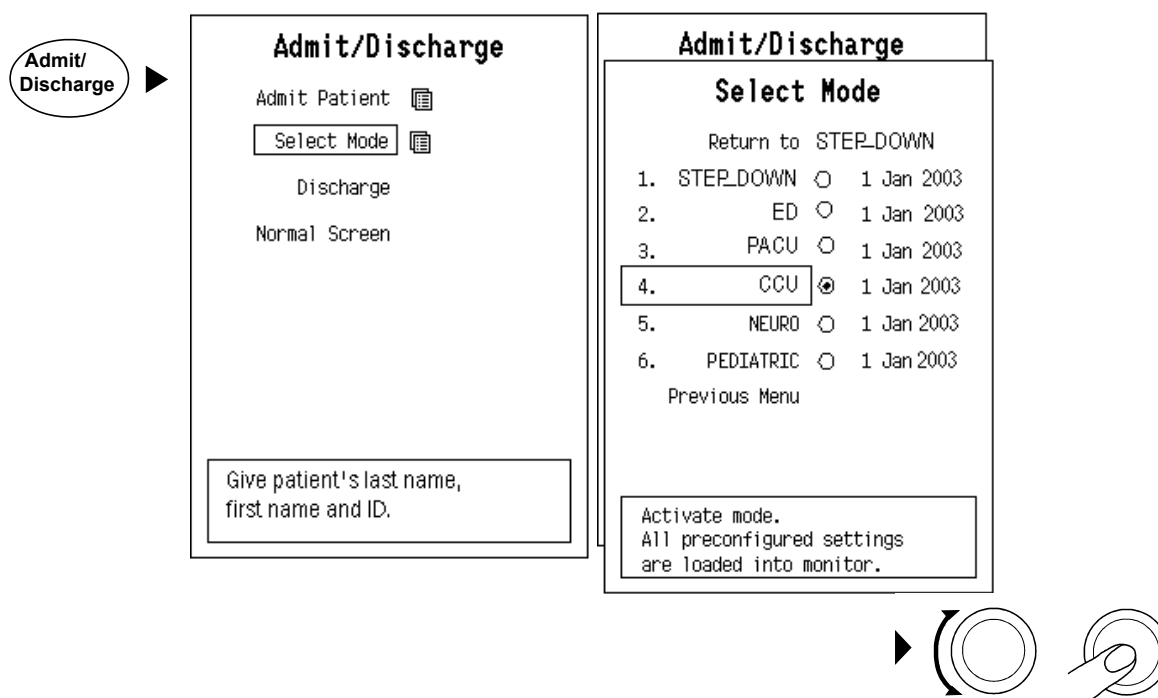 Admit/
Discharge
Admit/Discharge
Admit Patient
Select Mode
Discharge
Normal Screen
Give patient's last name,
first name and ID.
Admit/Discharge
Select Mode
Return to STEP_DOWN
1. STEP_DOWN 1 Jan 2003
2. ED 1 Jan 2003
3. PACU 1 Jan 2003
4. CCU 1 Jan 2003
5. NEURO 1 Jan 2003
6. PEDIATRIC 1 Jan 2003
Previous Menu
Activate mode.
All preconfigured settings
are loaded into monitor.